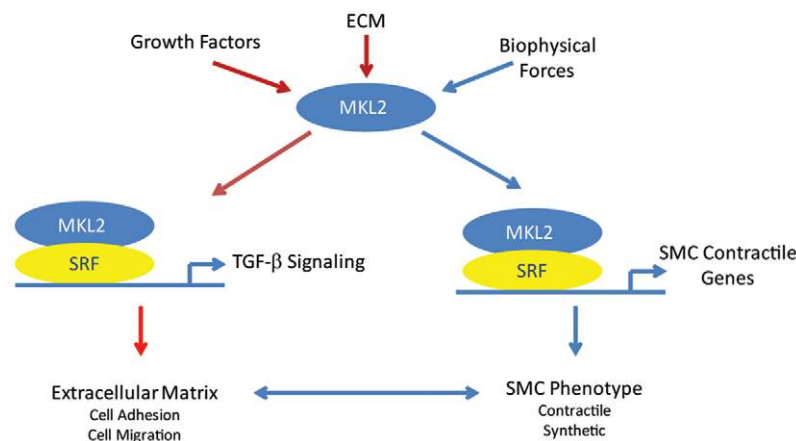 ECM
Growth Factors
Biophysical
Forces
MKL2
MKL2
SRF
TGF-β Signaling
MKL2
SRF
SMC Contractile
Genes
Extracellular Matrix
Cell Adhesion
Cell Migration
SMC Phenotype
Contractile
Synthetic